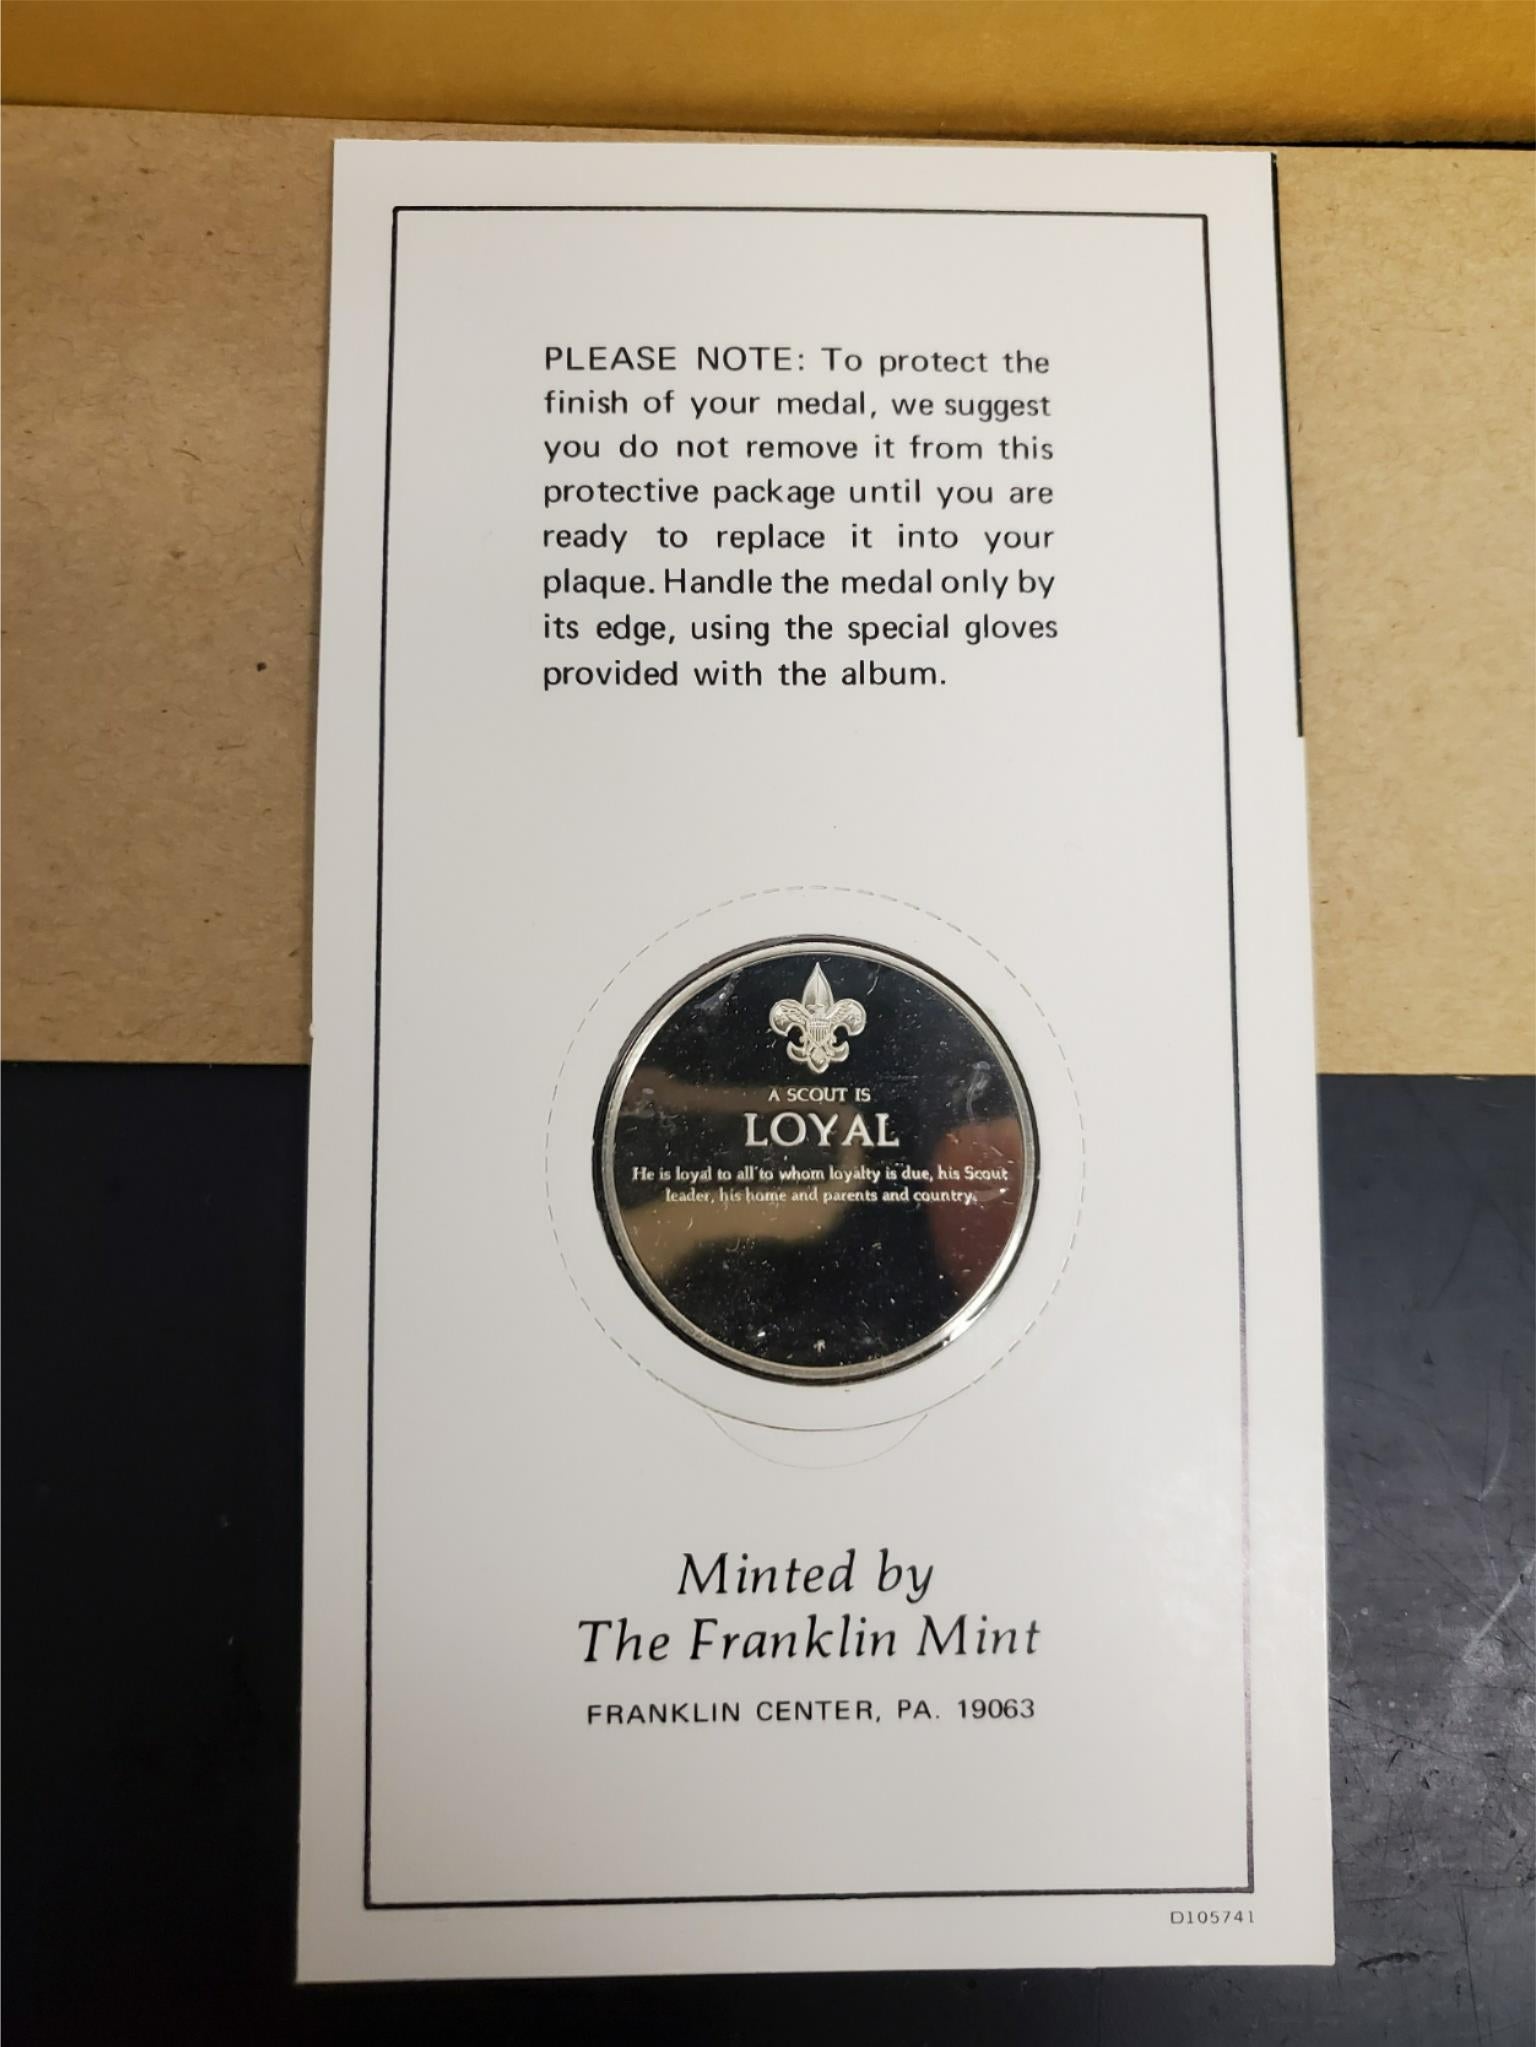 PLEASE NOTE: To protect the
finish of your medal, we suggest
you do not remove it from this
protective package until you are
ready to replace it into your
plaque. Handle the medal only by
its edge, using the special gloves
provided with the album.
A SCOUT IS
LOYAL
He is loyal to all to whom loyalty is due, his Scout
leader, his home and parents and country.
Minted by
The Franklin Mint
FRANKLIN CENTER, PA. 19063
D105741